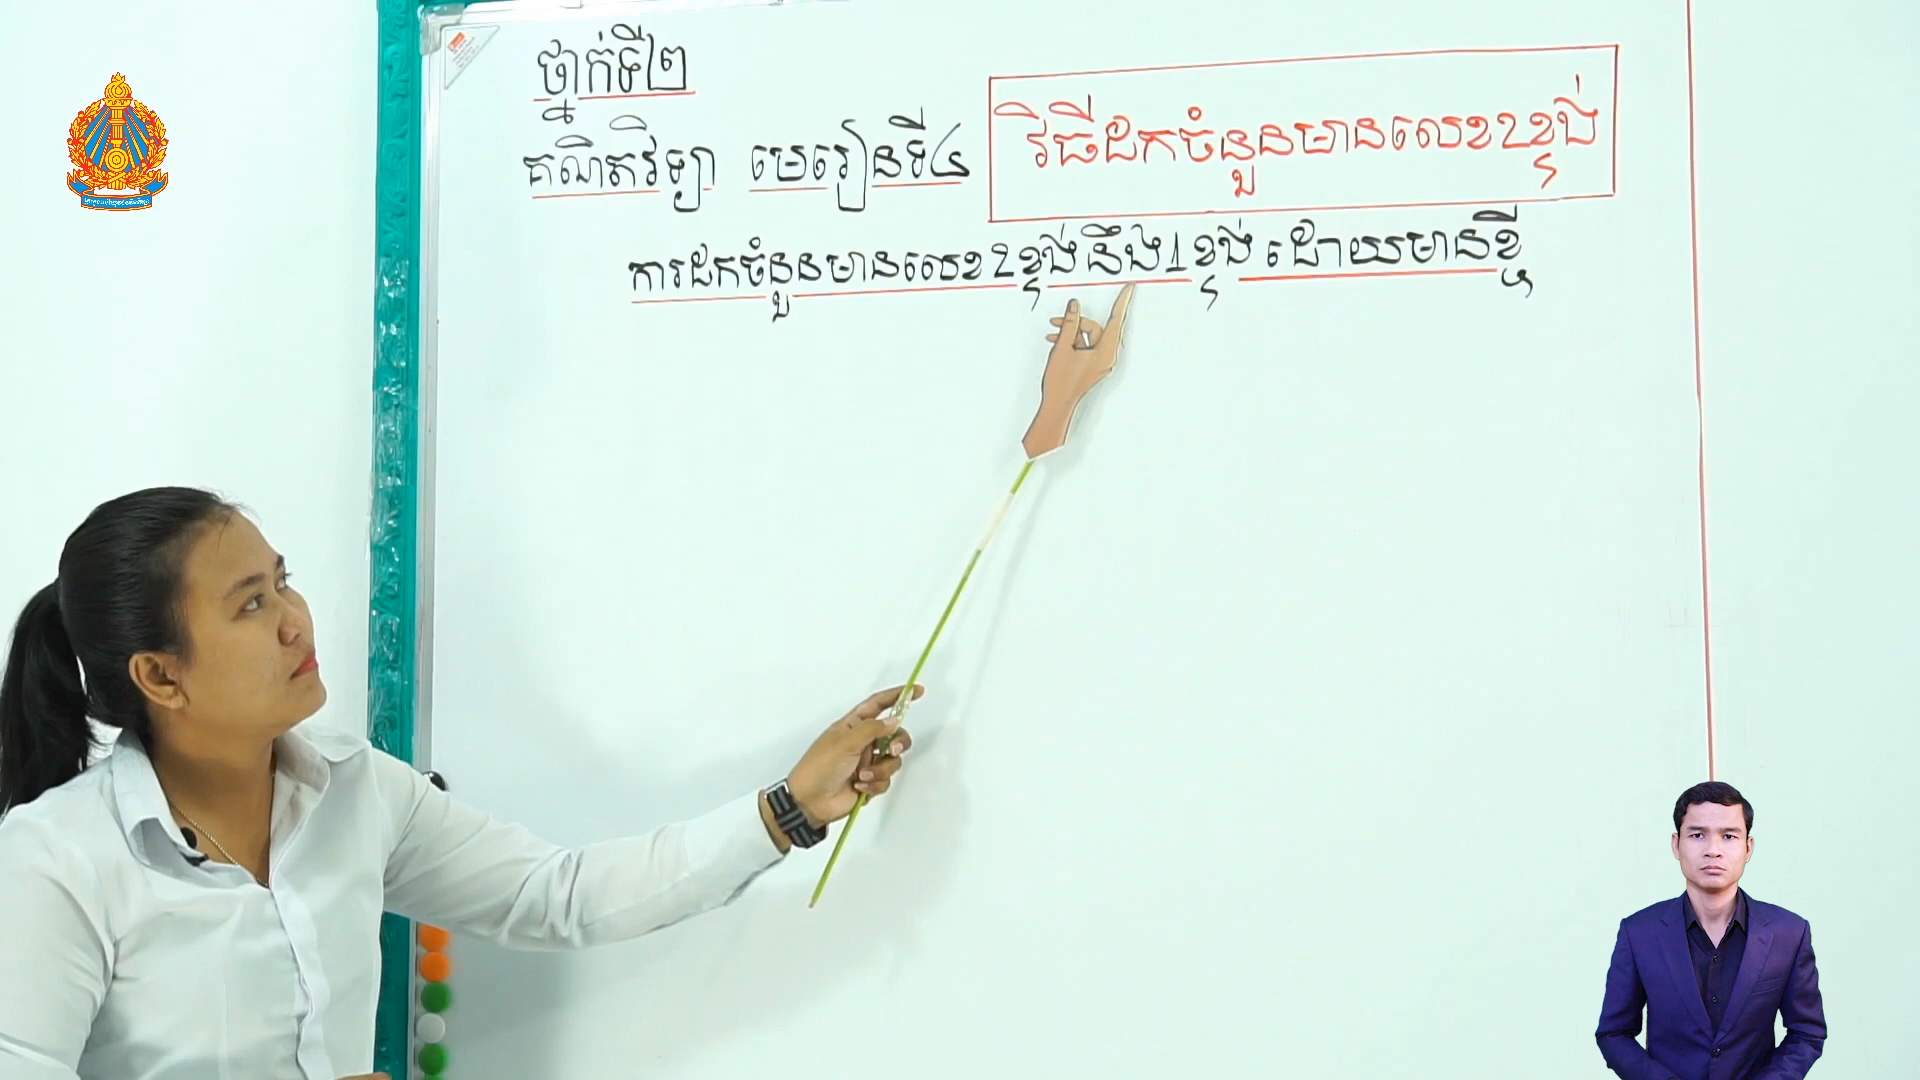 ថ្នាក់ទី២
គណិតវិទ្យា មេរៀនទី៤
វិធីដកចំនួនមានលេខ2ខ្ទង់
ការដកចំនួនមានលេខ2ខ្ទង់នឹង1ខ្ទង់ ដោយមានខ្ចី